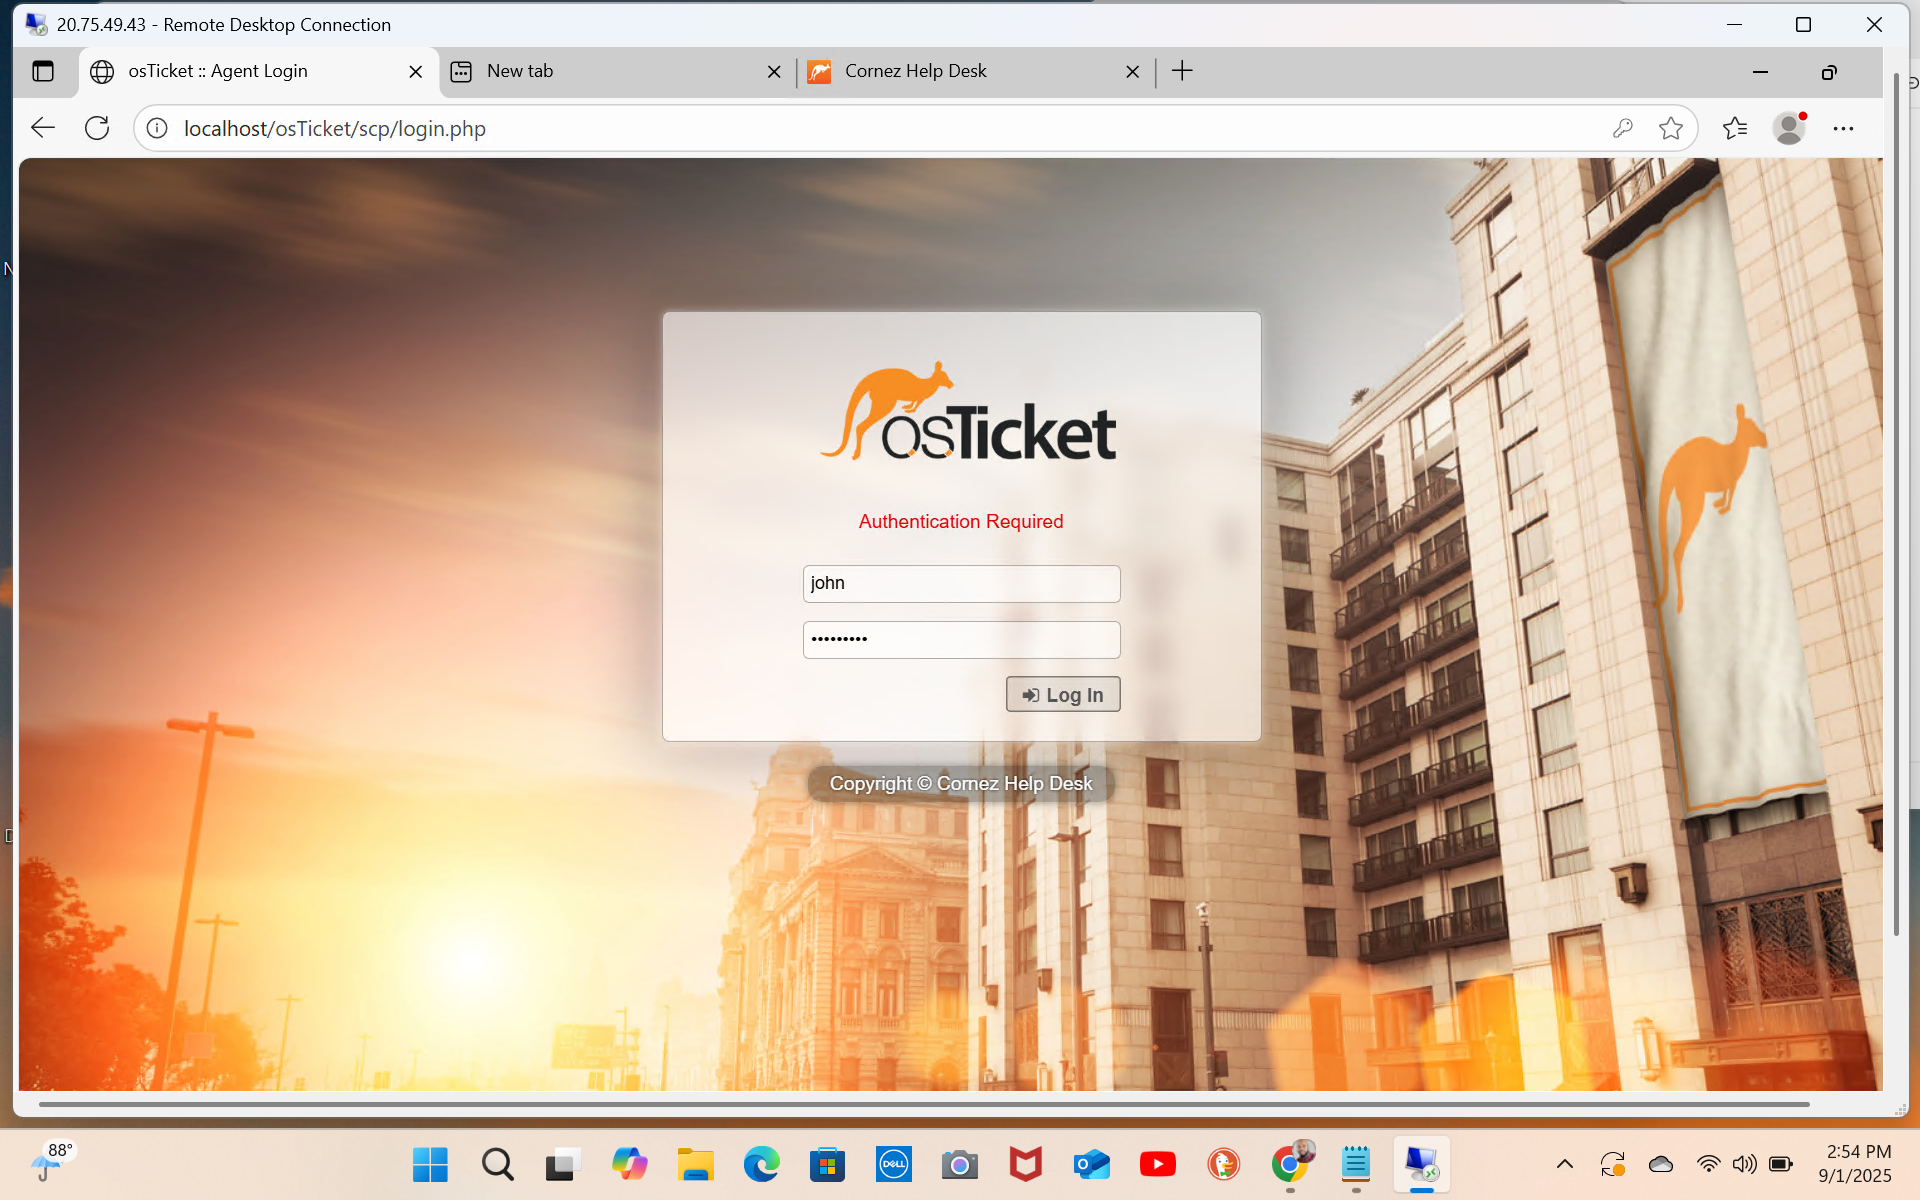 20.75.49.43 - Remote Desktop Connection
osTicket :: Agent Login
New tab
Cornez Help Desk
localhost/osTicket/scp/login.php
N
osTicket
Authentication Required
john
•••••••••
Log In
Copyright © Cornez Help Desk
D
88°
DELL
2:54 PM
9/1/2025